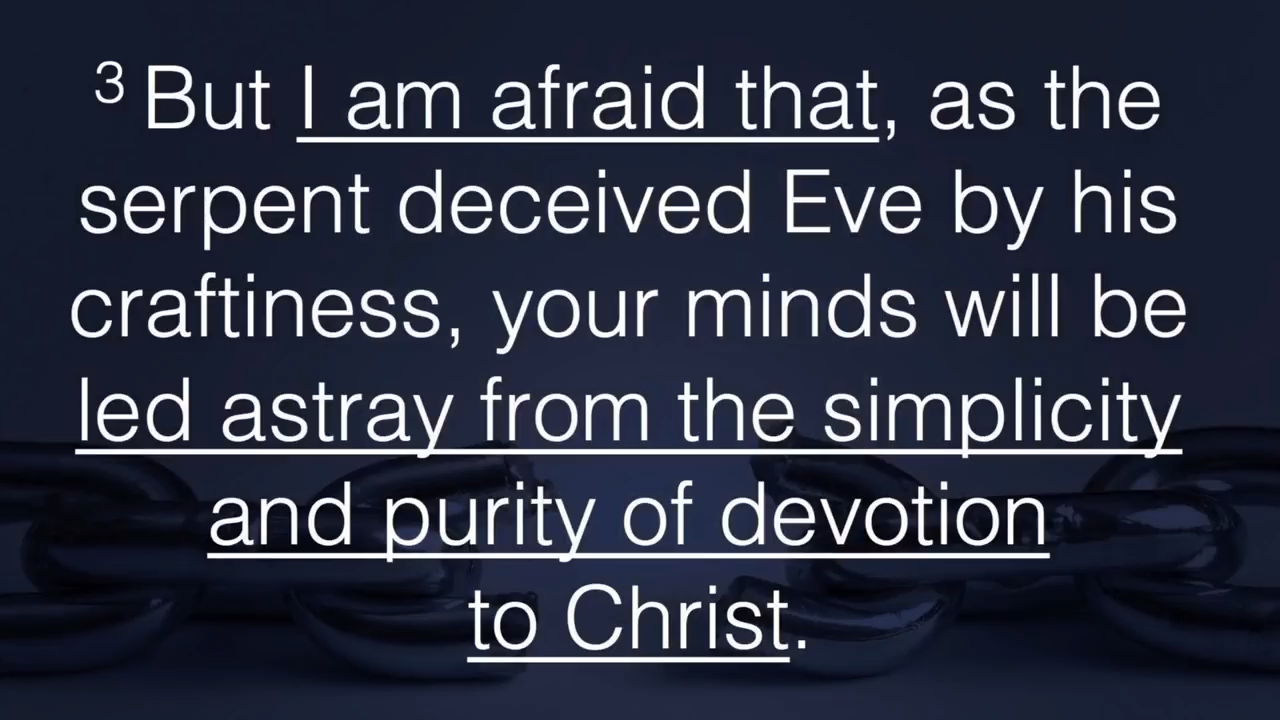 3 But I am afraid that, as the
serpent deceived Eve by his
craftiness, your minds will be
led astray from the simplicity
and purity of devotion
to Christ.